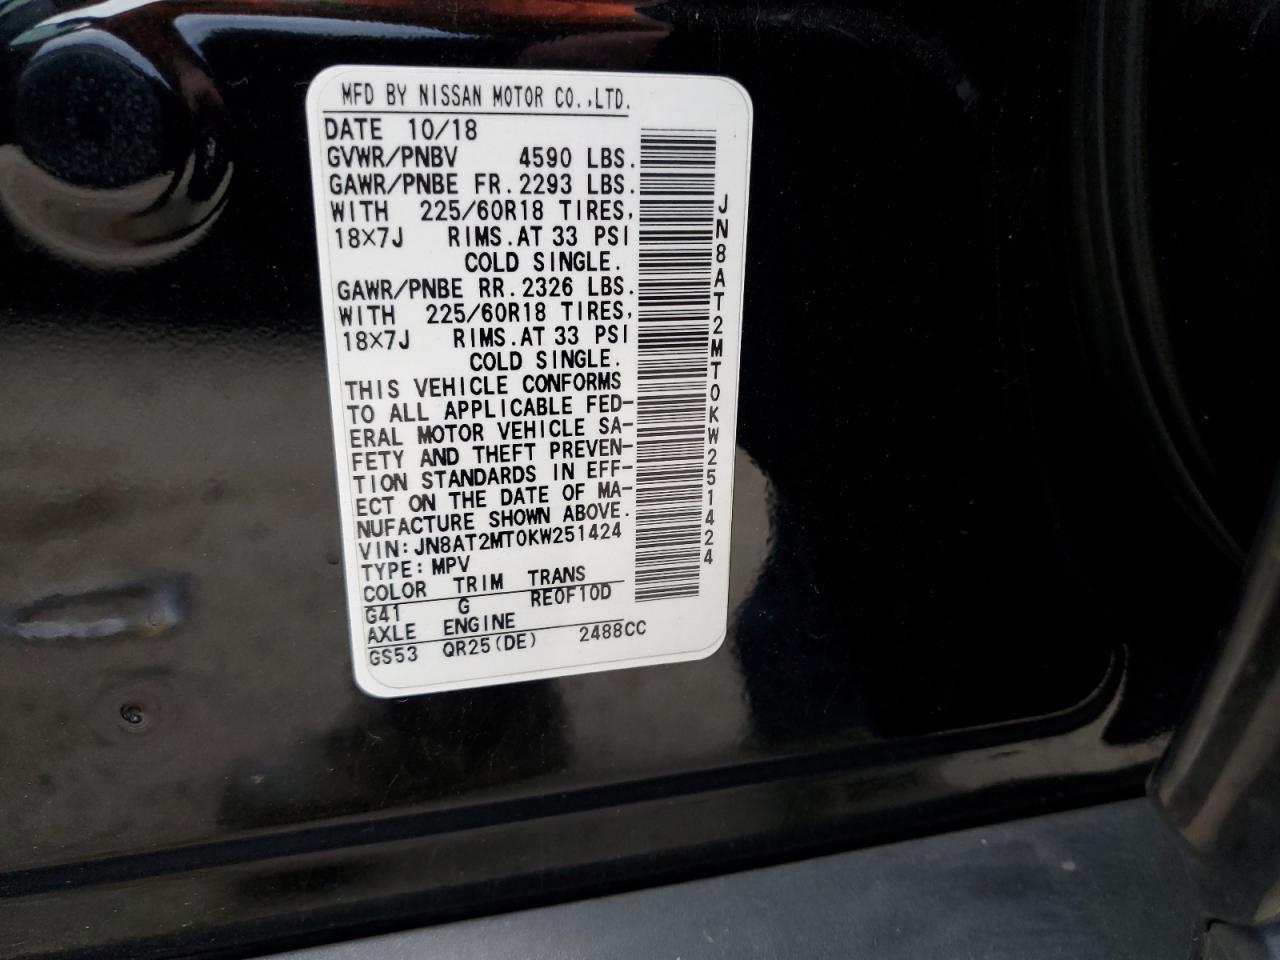 MFD BY NISSAN MOTOR CO.,LTD.
DATE 10/18
GVWR/PNBV 4590 LBS.
GAWR/PNBE FR. 2293 LBS.
WITH 225/60R18 TIRES,
18×7J RIMS. AT 33 PSI
COLD SINGLE.
GAWR/PNBE RR. 2326 LBS.
WITH 225/60R18 TIRES,
18×7J RIMS. AT 33 PSI
COLD SINGLE.
THIS VEHICLE CONFORMS
TO ALL APPLICABLE FED-
ERAL MOTOR VEHICLE SA-
FETY AND THEFT PREVEN-
TION STANDARDS IN EFF-
ECT ON THE DATE OF MA-
NUFACTURE SHOWN ABOVE.
VIN: JN8AT2MT0KW251424
TYPE: MPV
COLOR TRIM TRANS
G41 G RE0F10D
AXLE ENGINE
GS53 QR25(DE) 2488CC
JN8AT2MT0KW251424